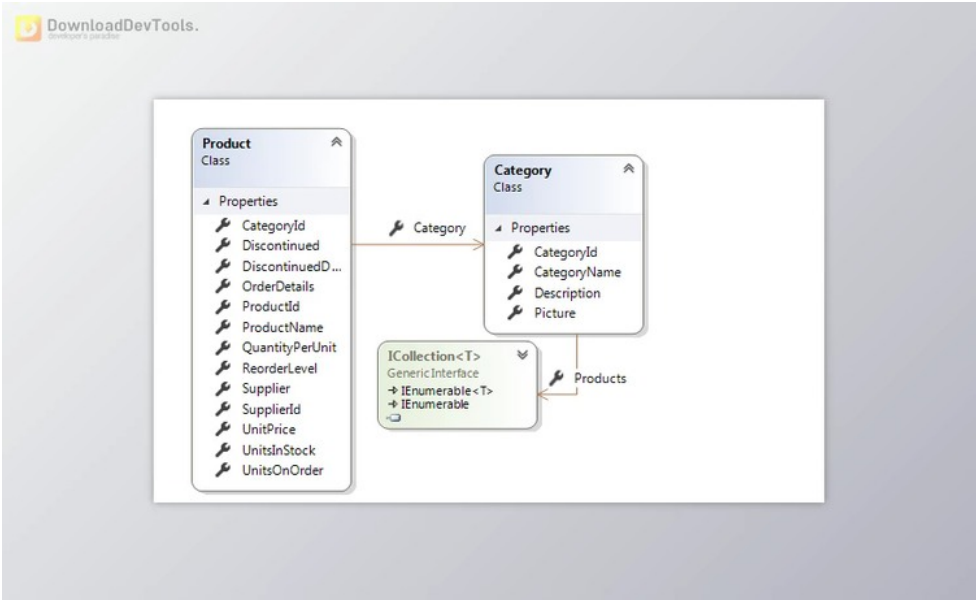 DownloadDevTools.
developer's paradise
Product
Class
Properties
CategoryId
Discontinued
DiscontinuedD...
OrderDetails
ProductId
ProductName
QuantityPerUnit
ReorderLevel
Supplier
SupplierId
UnitPrice
UnitsInStock
UnitsOnOrder
Category
Category
Class
Properties
CategoryId
CategoryName
Description
Picture
ICollection<T>
Generic Interface
IEnumerable<T>
IEnumerable
Products